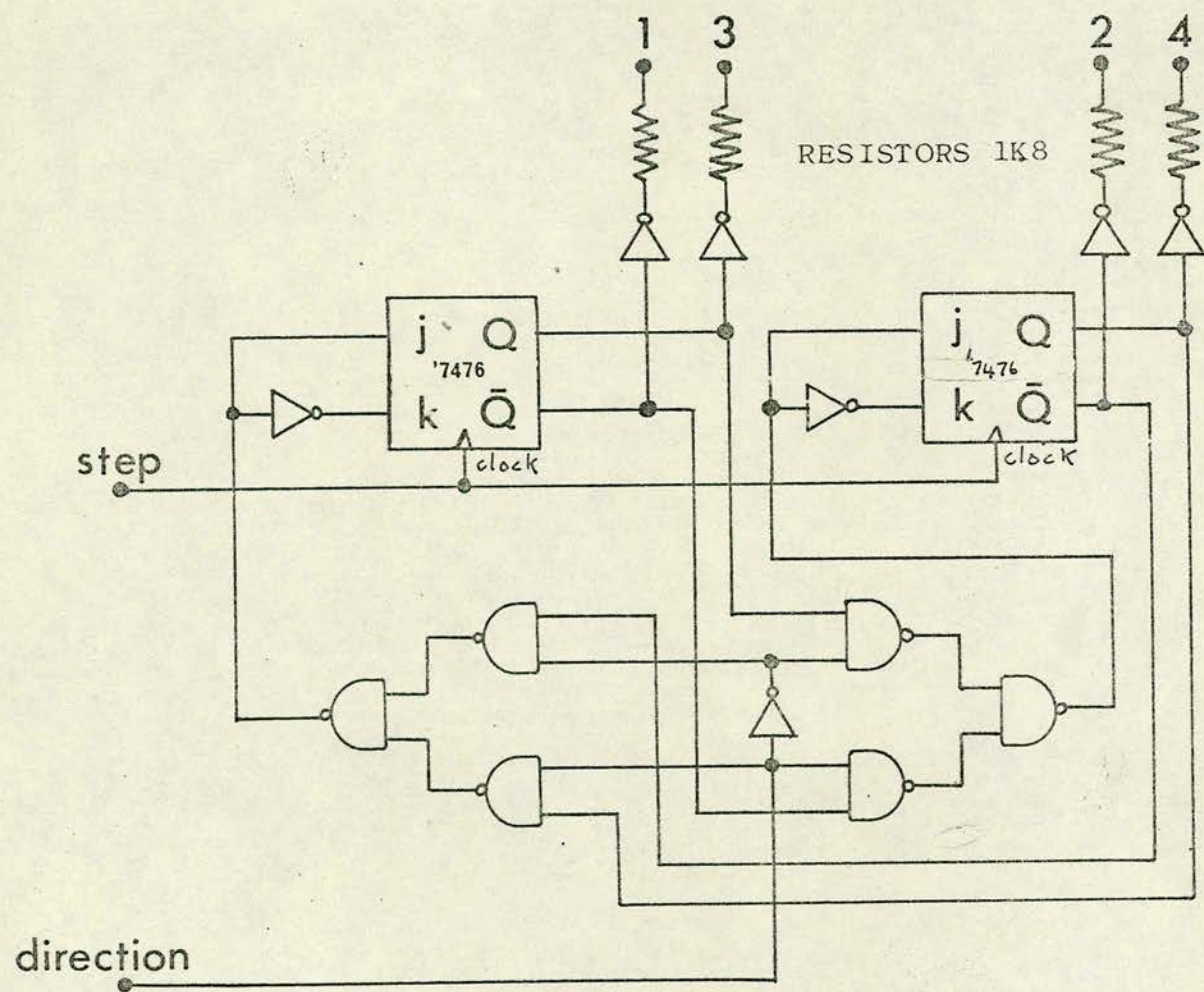 1 3 2 4
RESISTORS 1K8
j Q j Q
'7476 '7476
k Q̄ k Q̄
clock clock
step
direction